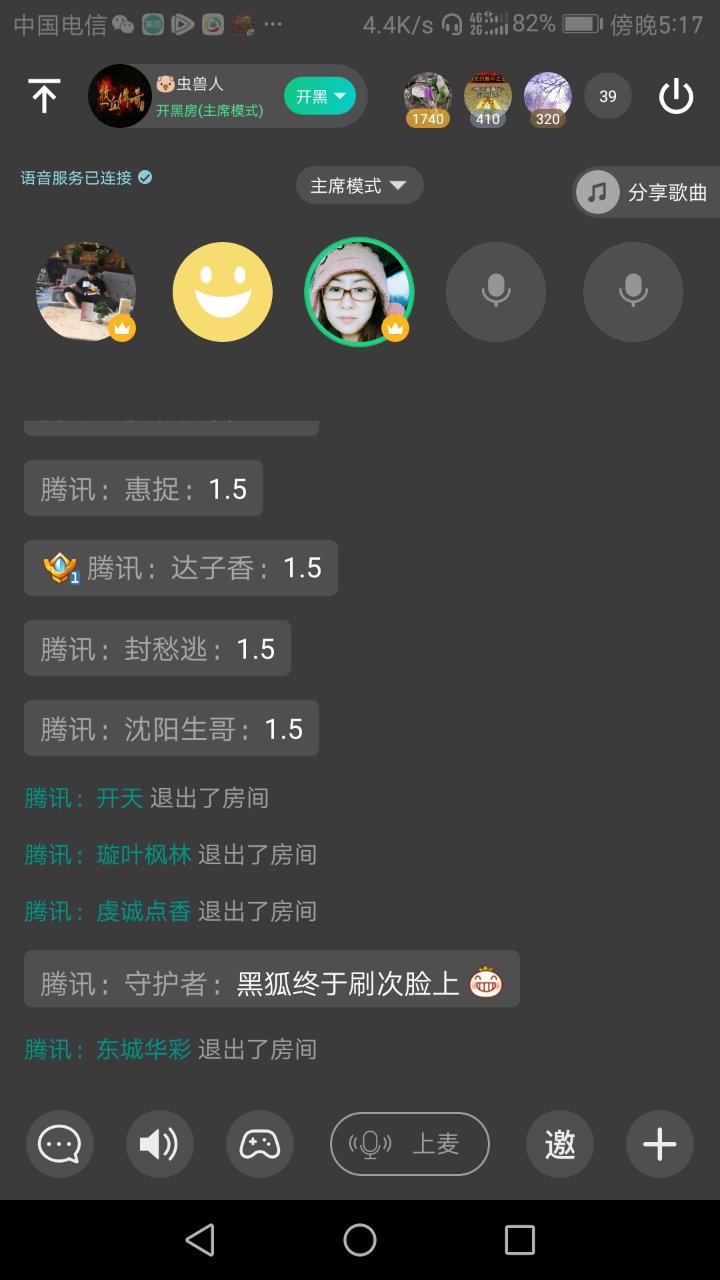 中国电信 4.4K/s 4G 2G 82% 傍晚5:17
虫兽人
开黑房(主席模式)
开黑
1740 410 320 39
语音服务已连接
主席模式
分享歌曲
腾讯：惠捉：1.5
1 腾讯：达子香：1.5
腾讯：封愁逃：1.5
腾讯：沈阳生哥：1.5
腾讯：开天 退出了房间
腾讯：璇叶枫林 退出了房间
腾讯：虔诚点香 退出了房间
腾讯：守护者：黑狐终于刷次脸上
腾讯：东城华彩 退出了房间
上麦 邀